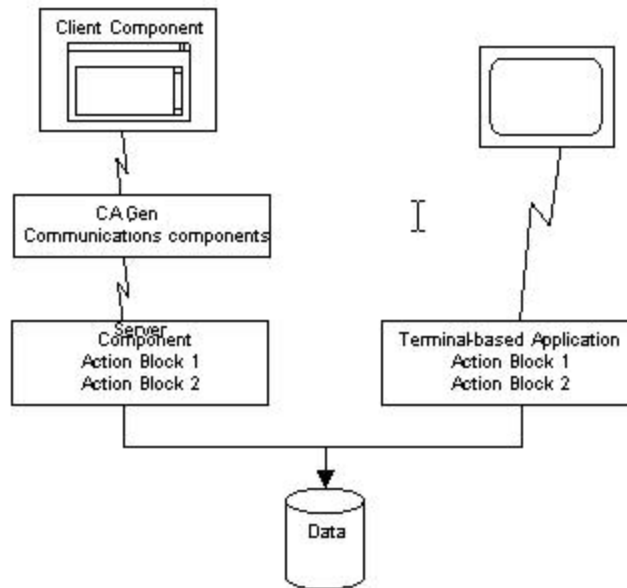 Client Component
CA Gen
Communications components
Server
Component
Action Block 1
Action Block 2
Terminal-based Application
Action Block 1
Action Block 2
Data